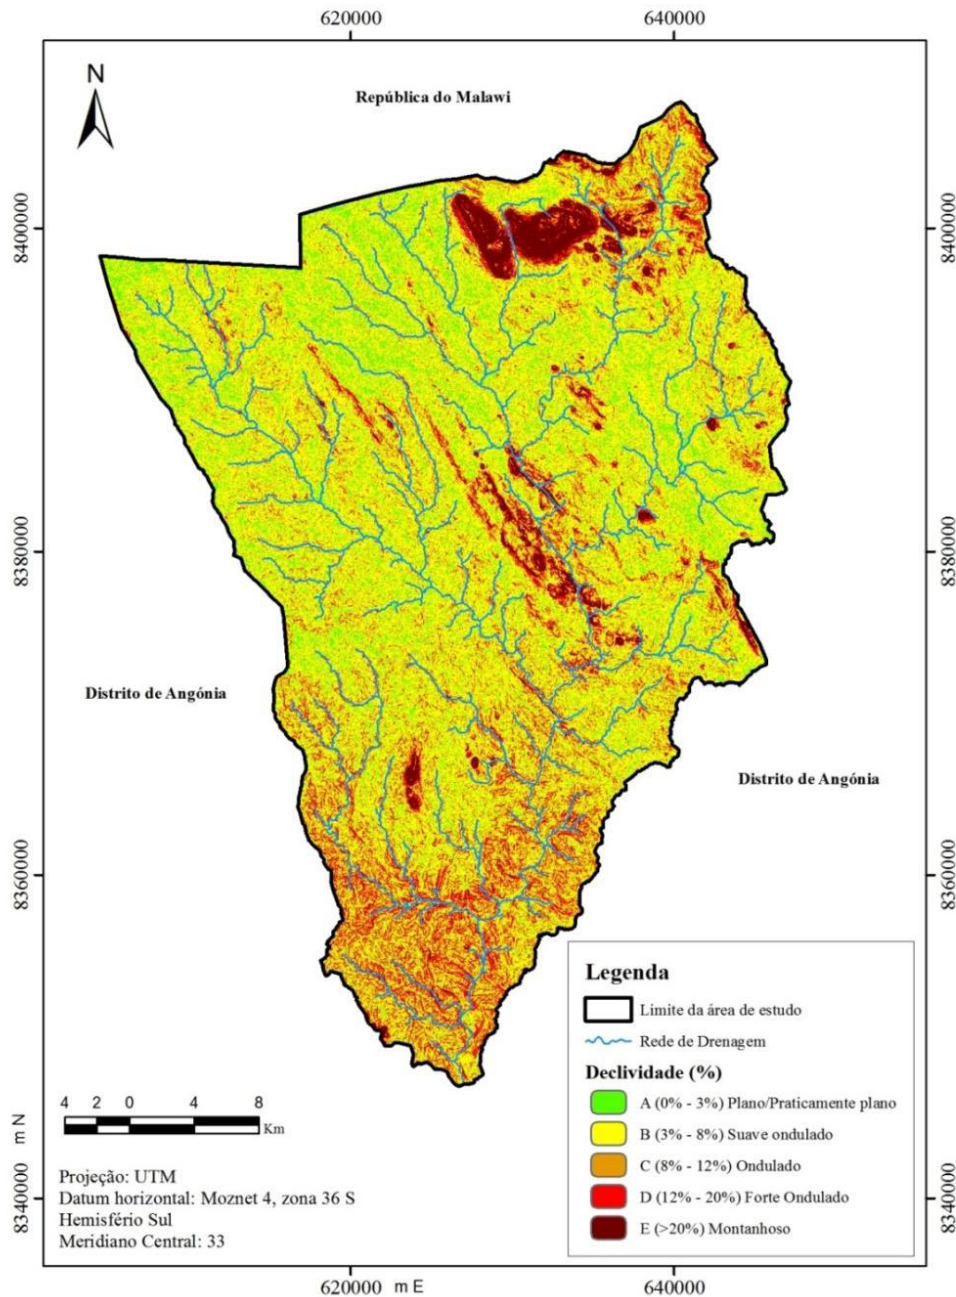 620000 640000
N
República do Malawi
8400000 8400000
8380000 8380000
Distrito de Angónia
Distrito de Angónia
8360000 8360000
Legenda
Limite da área de estudo
Rede de Drenagem
Declividade (%)
A (0% - 3%) Plano/Praticamente plano
B (3% - 8%) Suave ondulado
C (8% - 12%) Ondulado
D (12% - 20%) Forte Ondulado
E (>20%) Montanhoso
4 2 0 4 8
Km
m N
8340000 8340000
Projeção: UTM
Datum horizontal: Moznet 4, zona 36 S
Hemisfério Sul
Meridiano Central: 33
620000 m E 640000